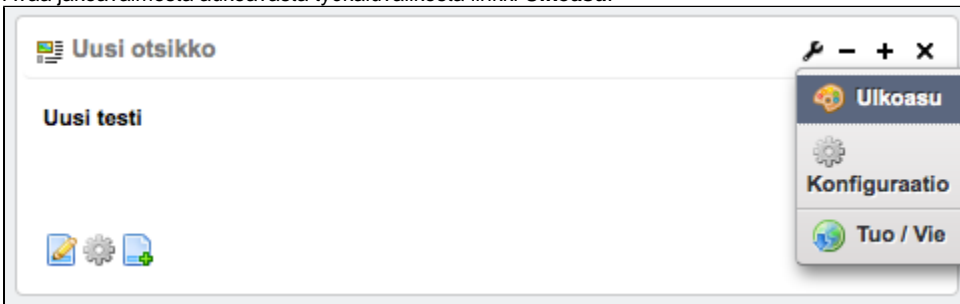 Uusi otsikko
Ulkoasu
Uusi testi
Konfiguraatio
Tuo / Vie